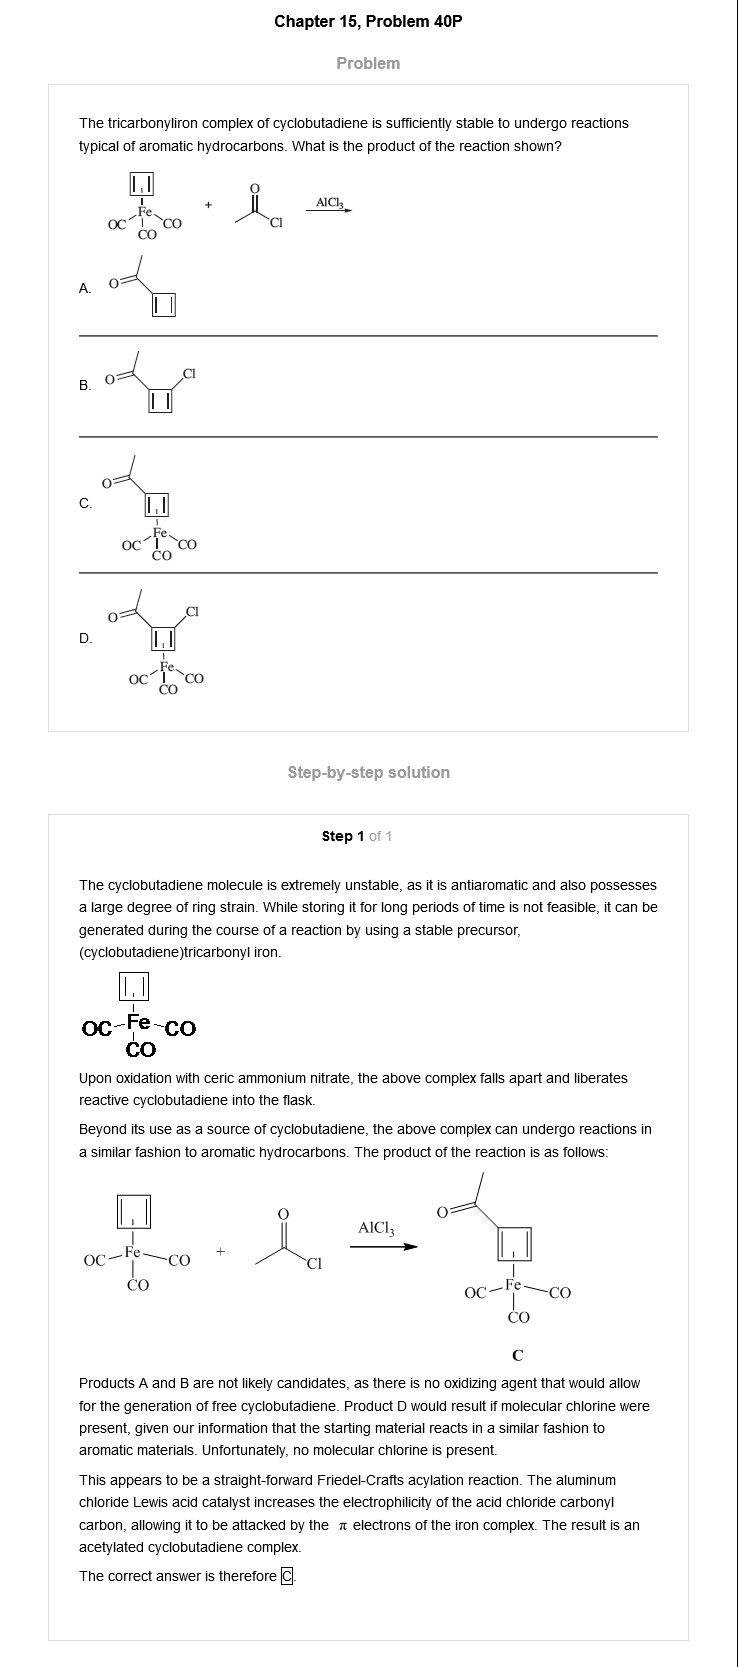 Chapter 15, Problem 40P
Problem
The tricarbonyliron complex of cyclobutadiene is sufficiently stable to undergo reactions
typical of aromatic hydrocarbons. What is the product of the reaction shown?
Fe
OC CO
CO
+
O
Cl
AlCl3
A.
O
B.
O
Cl
C.
O
Fe
OC CO
CO
D.
O
Cl
Fe
OC CO
CO
Step-by-step solution
Step 1 of 1
The cyclobutadiene molecule is extremely unstable, as it is antiaromatic and also possesses
a large degree of ring strain. While storing it for long periods of time is not feasible, it can be
generated during the course of a reaction by using a stable precursor,
(cyclobutadiene)tricarbonyl iron.
OC Fe CO
CO
Upon oxidation with ceric ammonium nitrate, the above complex falls apart and liberates
reactive cyclobutadiene into the flask.
Beyond its use as a source of cyclobutadiene, the above complex can undergo reactions in
a similar fashion to aromatic hydrocarbons. The product of the reaction is as follows:
OC Fe CO
CO
+
O
Cl
AlCl3
O
OC Fe CO
CO
C
Products A and B are not likely candidates, as there is no oxidizing agent that would allow
for the generation of free cyclobutadiene. Product D would result if molecular chlorine were
present, given our information that the starting material reacts in a similar fashion to
aromatic materials. Unfortunately, no molecular chlorine is present.
This appears to be a straight-forward Friedel-Crafts acylation reaction. The aluminum
chloride Lewis acid catalyst increases the electrophilicity of the acid chloride carbonyl
carbon, allowing it to be attacked by the π electrons of the iron complex. The result is an
acetylated cyclobutadiene complex.
The correct answer is therefore C.